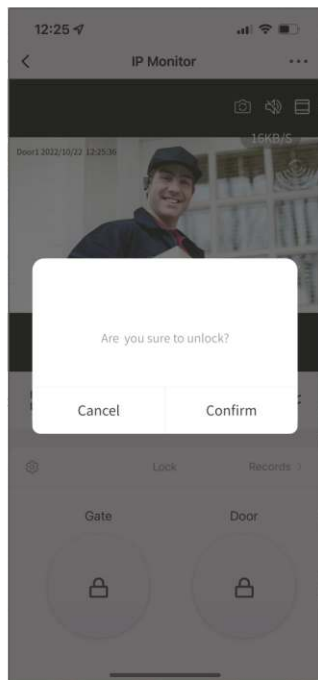 12:25
IP Monitor
16KB/S
Door1 2022/10/22 12:25:36
Are you sure to unlock?
Cancel
Confirm
Lock
Records
Gate
Door